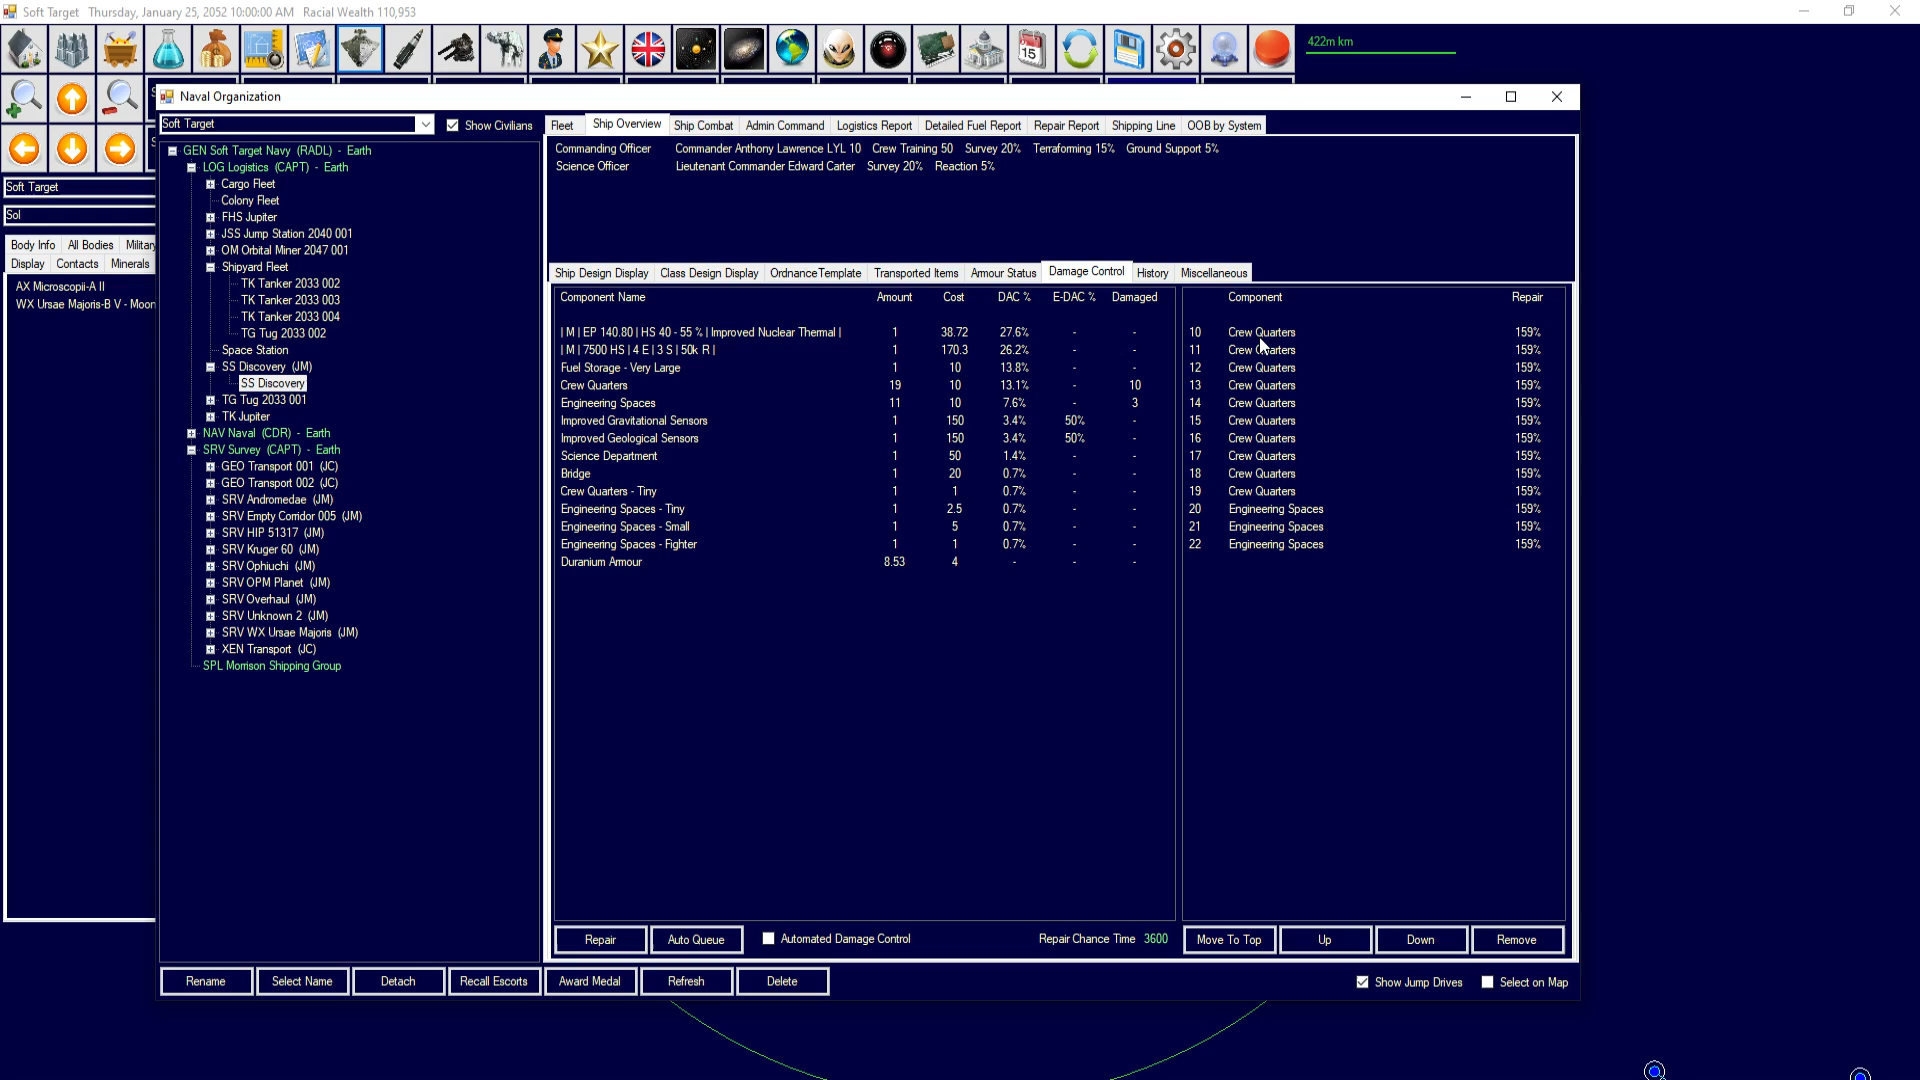 Soft Target Thursday, January 25, 2052 10:00:00 AM Racial Wealth 110,953
422m km
15
Naval Organization
Soft Target
Show Civilians
Fleet Ship Overview Ship Combat Admin Command Logistics Report Detailed Fuel Report Repair Report Shipping Line OOB by System
Soft Target
Sol
Body Info All Bodies Military
Display Contacts Minerals
AX Microscopii-A II
WX Ursae Majoris-B V - Moon
GEN Soft Target Navy (RADL) - Earth
LOG Logistics (CAPT) - Earth
Cargo Fleet
Colony Fleet
FHS Jupiter
JSS Jump Station 2040 001
OM Orbital Miner 2047 001
Shipyard Fleet
TK Tanker 2033 002
TK Tanker 2033 003
TK Tanker 2033 004
TG Tug 2033 002
Space Station
SS Discovery (JM)
SS Discovery
TG Tug 2033 001
TK Jupiter
NAV Naval (CDR) - Earth
SRV Survey (CAPT) - Earth
GEO Transport 001 (JC)
GEO Transport 002 (JC)
SRV Andromedae (JM)
SRV Empty Corridor 005 (JM)
SRV HIP 51317 (JM)
SRV Kruger 60 (JM)
SRV Ophiuchi (JM)
SRV OPM Planet (JM)
SRV Overhaul (JM)
SRV Unknown 2 (JM)
SRV WX Ursae Majoris (JM)
XEN Transport (JC)
SPL Morrison Shipping Group
Commanding Officer Commander Anthony Lawrence LYL 10 Crew Training 50 Survey 20% Terraforming 15% Ground Support 5%
Science Officer Lieutenant Commander Edward Carter Survey 20% Reaction 5%
Ship Design Display Class Design Display OrdnanceTemplate Transported Items Armour Status Damage Control History Miscellaneous
Component Name Amount Cost DAC % E-DAC % Damaged
| M | EP 140.80 | HS 40 - 55 % | Improved Nuclear Thermal | 1 38.72 27.6% - -
| M | 7500 HS | 4 E | 3 S | 50k R | 1 170.3 26.2% - -
Fuel Storage - Very Large 1 10 13.8% - -
Crew Quarters 19 10 13.1% - 10
Engineering Spaces 11 10 7.6% - 3
Improved Gravitational Sensors 1 150 3.4% 50% -
Improved Geological Sensors 1 150 3.4% 50% -
Science Department 1 50 1.4% - -
Bridge 1 20 0.7% - -
Crew Quarters - Tiny 1 1 0.7% - -
Engineering Spaces - Tiny 1 2.5 0.7% - -
Engineering Spaces - Small 1 5 0.7% - -
Engineering Spaces - Fighter 1 1 0.7% - -
Duranium Armour 8.53 4 - - -
Component Repair
10 Crew Quarters 159%
11 Crew Quarters 159%
12 Crew Quarters 159%
13 Crew Quarters 159%
14 Crew Quarters 159%
15 Crew Quarters 159%
16 Crew Quarters 159%
17 Crew Quarters 159%
18 Crew Quarters 159%
19 Crew Quarters 159%
20 Engineering Spaces 159%
21 Engineering Spaces 159%
22 Engineering Spaces 159%
Repair Auto Queue Automated Damage Control Repair Chance Time 3600 Move To Top Up Down Remove
Rename Select Name Detach Recall Escorts Award Medal Refresh Delete Show Jump Drives Select on Map